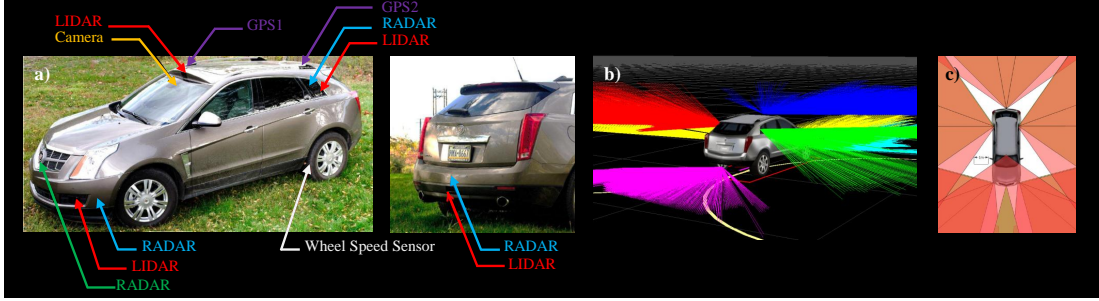 GPS2
LIDAR
GPS1
RADAR
Camera
LIDAR
a)
b)
c)
RADAR
Wheel Speed Sensor
RADAR
LIDAR
LIDAR
RADAR